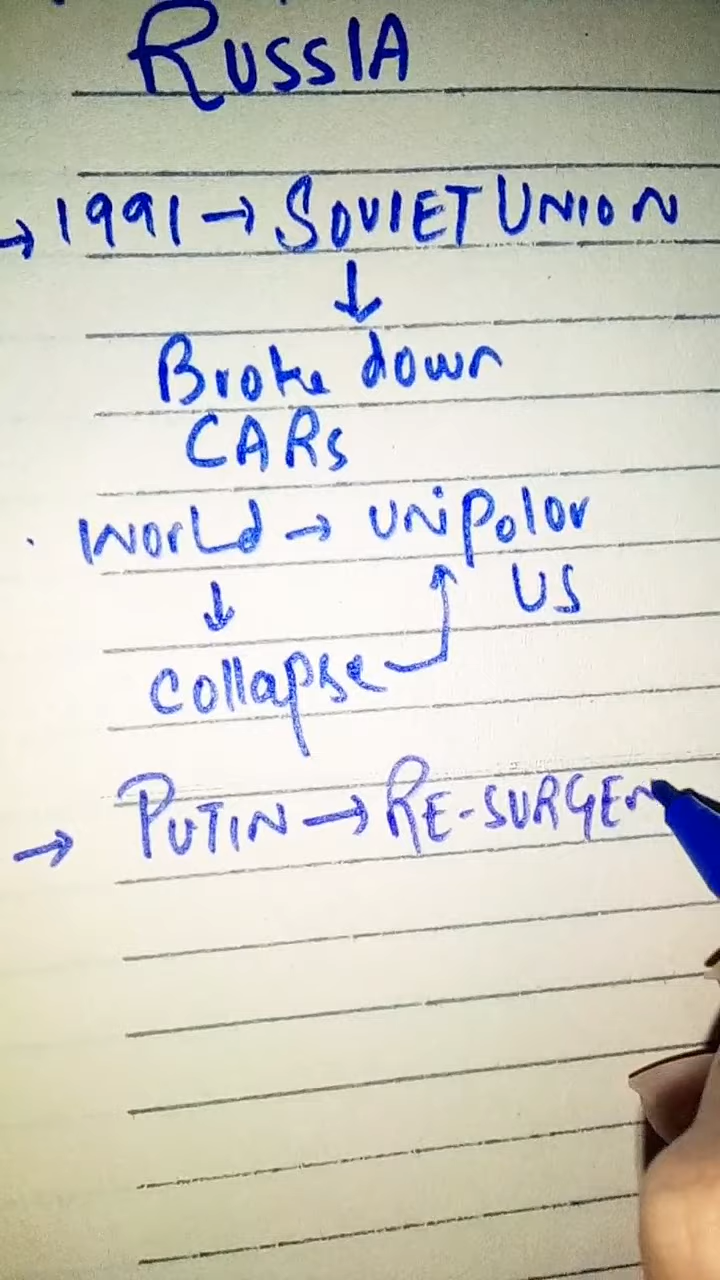 RUSSIA
→ 1991 → SOVIET UNION
↓
Broke down
CARs
. World → Unipolor
↓ US
Collapse
→ PUTIN → RE-SURGEN